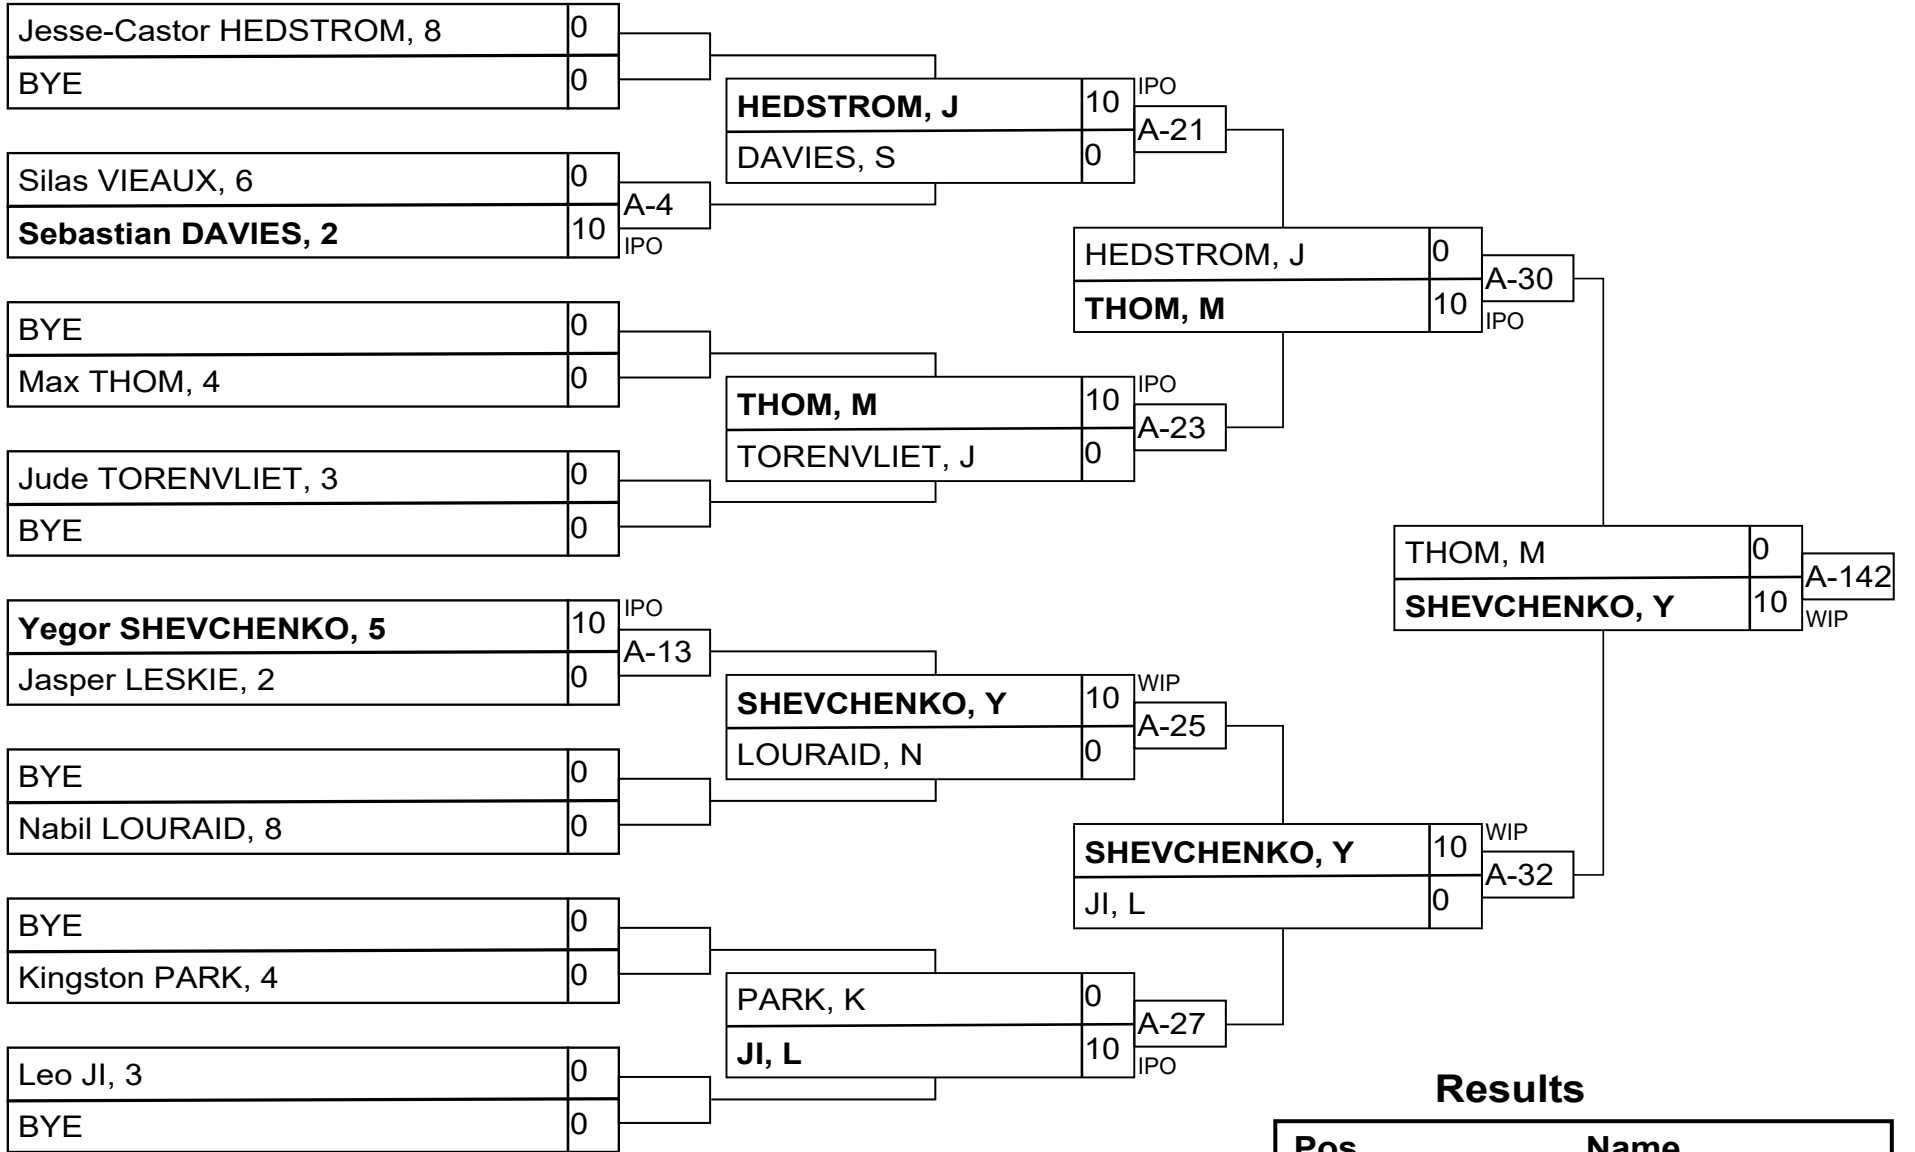 Jesse-Castor HEDSTROM, 8 0
BYE 0
Silas VIEAUX, 6 0
A-4
Sebastian DAVIES, 2 10
IPO
BYE 0
Max THOM, 4 0
Jude TORENVLIET, 3 0
BYE 0
Yegor SHEVCHENKO, 5 10
IPO
A-13
Jasper LESKIE, 2 0
BYE 0
Nabil LOURAID, 8 0
BYE 0
Kingston PARK, 4 0
Leo JI, 3 0
BYE 0
HEDSTROM, J 10
IPO
A-21
DAVIES, S 0
THOM, M 10
IPO
A-23
TORENVLIET, J 0
SHEVCHENKO, Y 10
WIP
A-25
LOURAID, N 0
PARK, K 0
A-27
JI, L 10
IPO
HEDSTROM, J 0
A-30
THOM, M 10
IPO
SHEVCHENKO, Y 10
WIP
A-32
JI, L 0
THOM, M 0
A-142
SHEVCHENKO, Y 10
WIP
Results
Pos Name